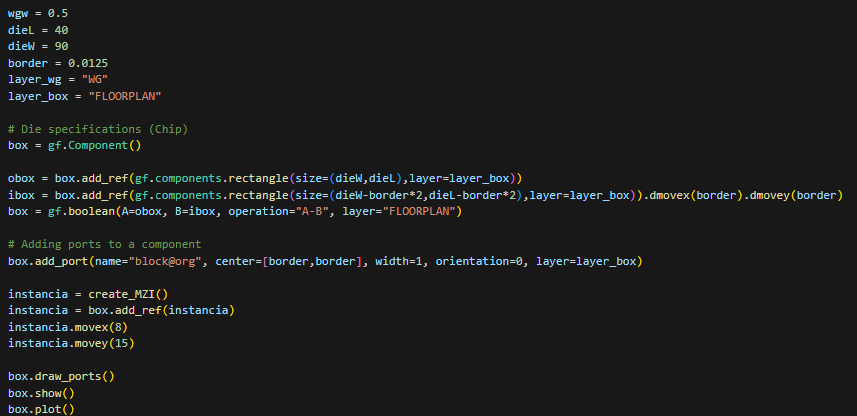 wgw = 0.5
dieL = 40
dieW = 90
border = 0.0125
layer_wg = "WG"
layer_box = "FLOORPLAN"
# Die specifications (Chip)
box = gf.Component()
obox = box.add_ref(gf.components.rectangle(size=(dieW,dieL),layer=layer_box))
ibox = box.add_ref(gf.components.rectangle(size=(dieW-border*2,dieL-border*2),layer=layer_box)).dmovex(border).dmovey(border)
box = gf.boolean(A=obox, B=ibox, operation="A-B", layer="FLOORPLAN")
# Adding ports to a component
box.add_port(name="block@org", center=[border,border], width=1, orientation=0, layer=layer_box)
instancia = create_MZI()
instancia = box.add_ref(instancia)
instancia.movex(8)
instancia.movey(15)
box.draw_ports()
box.show()
box.plot()